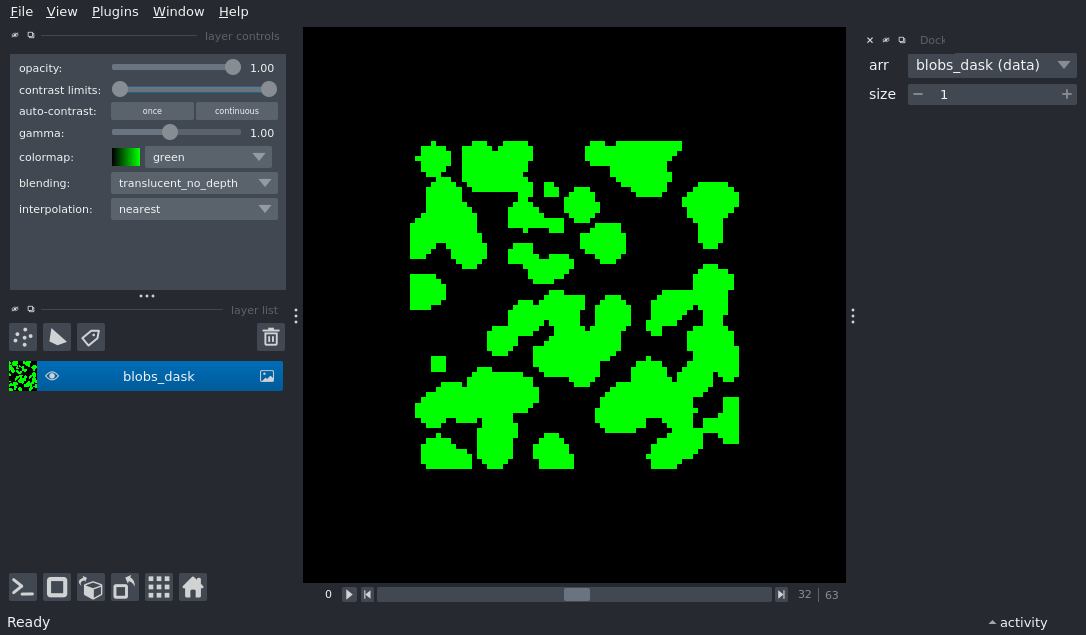 File View Plugins Window Help
layer controls
opacity: 1.00
contrast limits:
auto-contrast: once continuous
gamma: 1.00
colormap: green
blending: translucent_no_depth
interpolation: nearest
layer list
blobs_dask
0 32 63
Dock
arr blobs_dask (data)
size 1
Ready
activity